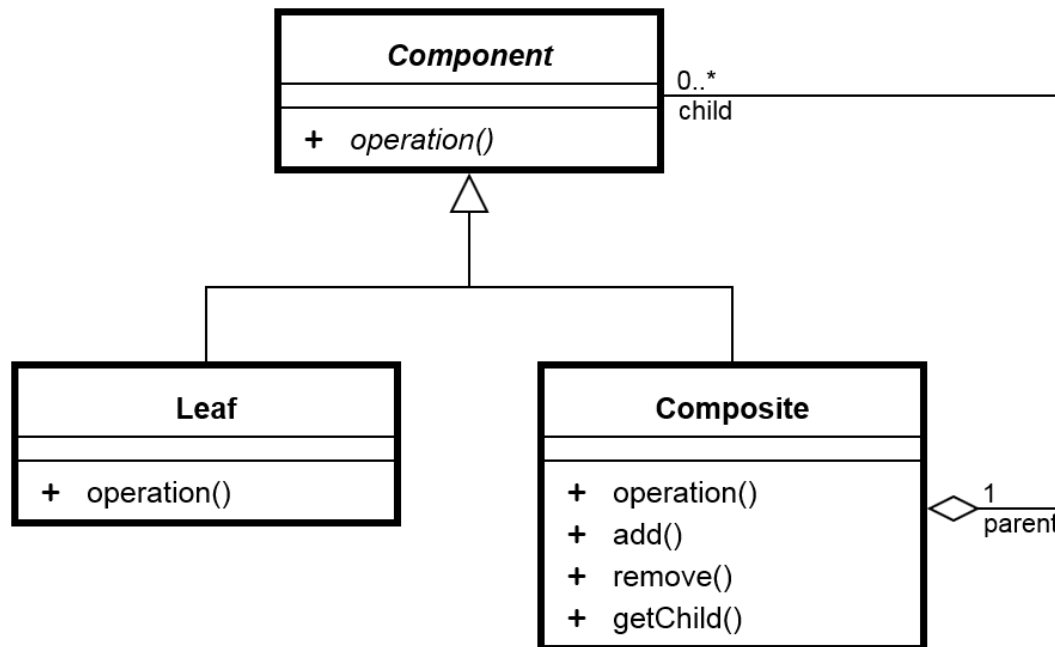 Component
0..*
child
+ operation()
Leaf
+ operation()
Composite
+ operation()
+ add()
+ remove()
+ getChild()
1
parent